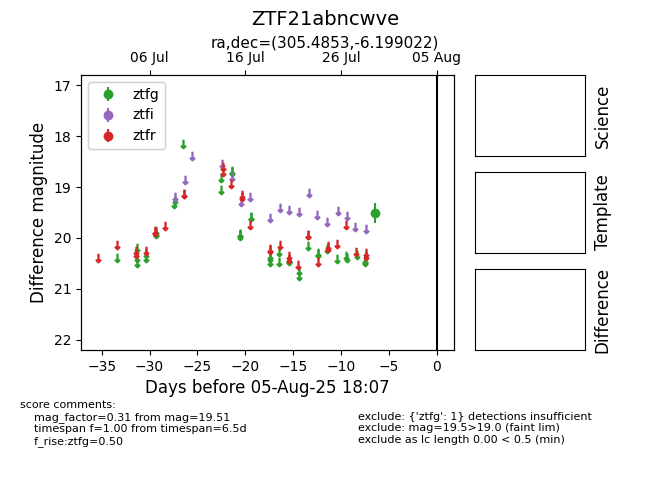 ZTF21abncwve
ra,dec=(305.4853,-6.199022)
06 Jul
16 Jul
26 Jul
05 Aug
ztfg
ztfi
ztfr
17
18
19
20
21
22
Difference magnitude
−35
−30
−25
−20
−15
−10
−5
0
Days before 05-Aug-25 18:07
Science
Template
Difference
score comments:
mag_factor=0.31 from mag=19.51
timespan f=1.00 from timespan=6.5d
f_rise:ztfg=0.50
exclude: {'ztfg': 1} detections insufficient
exclude: mag=19.5>19.0 (faint lim)
exclude as lc length 0.00 < 0.5 (min)